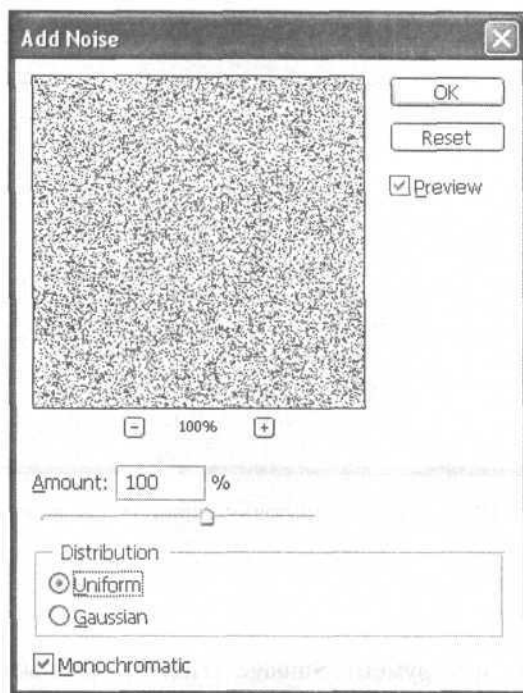 Add Noise
OK
Reset
Preview
- 100% +
Amount: 100 %
Distribution
Uniform
Gaussian
Monochromatic